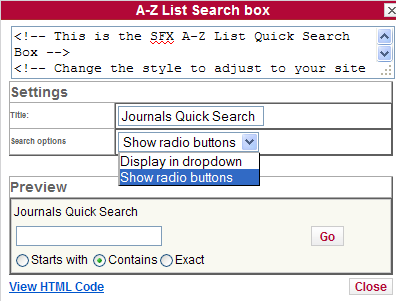 A-Z List Search box
<!-- This is the SFX A-Z List Quick Search
Box -->
<!-- Change the style to adjust to your site
Settings
Title: Journals Quick Search
Search options Show radio buttons
Display in dropdown
Show radio buttons
Preview
Journals Quick Search
Go
Starts with Contains Exact
View HTML Code Close